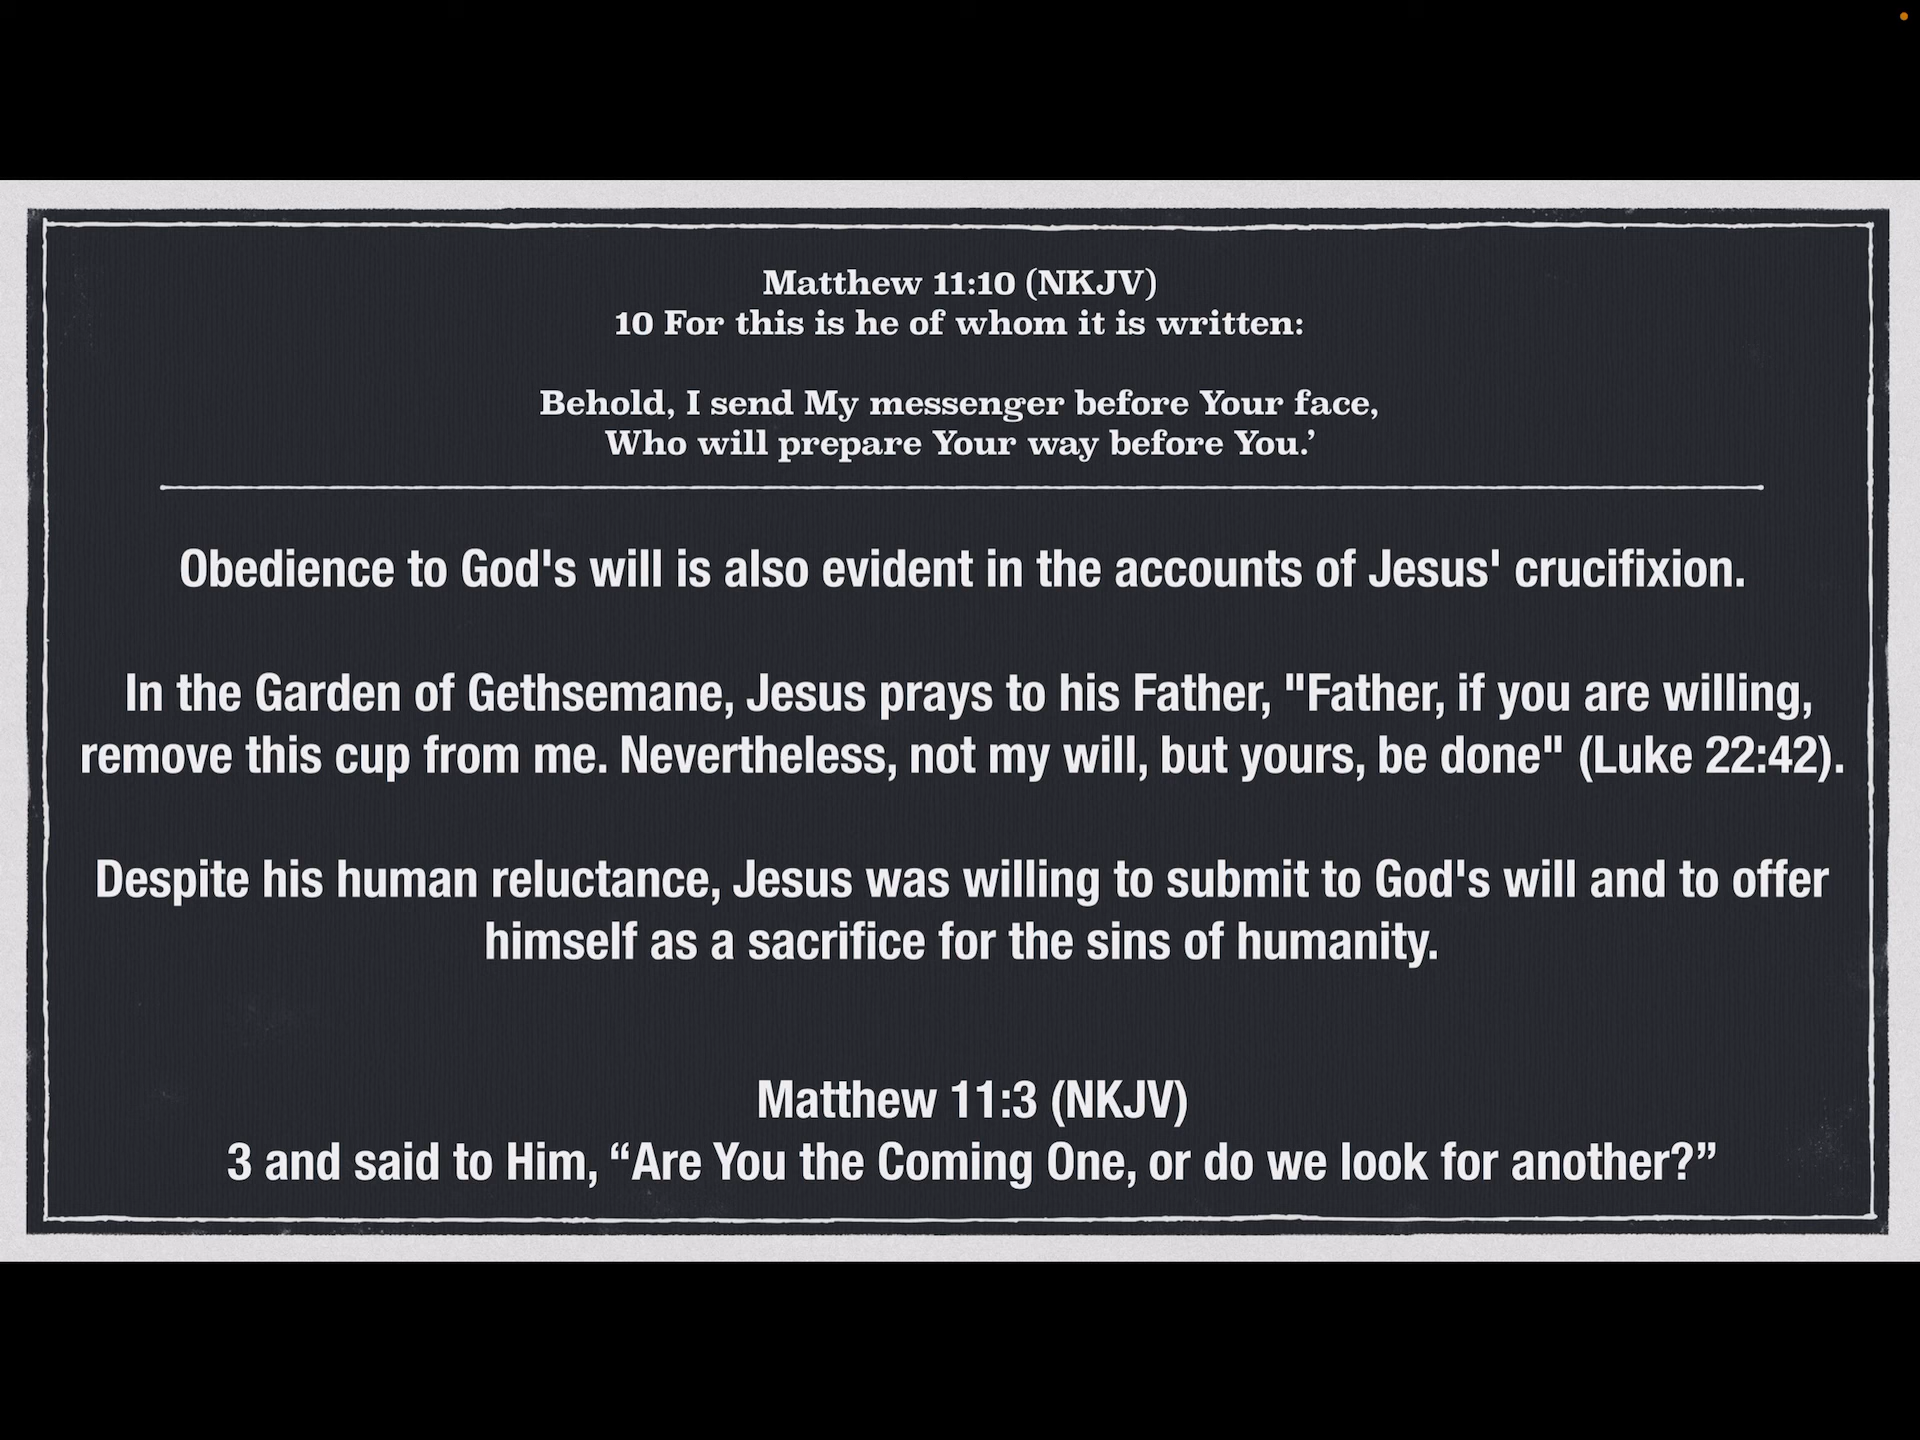 Matthew 11:10 (NKJV)
10 For this is he of whom it is written:
Behold, I send My messenger before Your face,
Who will prepare Your way before You.’
Obedience to God's will is also evident in the accounts of Jesus' crucifixion.
In the Garden of Gethsemane, Jesus prays to his Father, "Father, if you are willing,
remove this cup from me. Nevertheless, not my will, but yours, be done" (Luke 22:42).
Despite his human reluctance, Jesus was willing to submit to God's will and to offer
himself as a sacrifice for the sins of humanity.
Matthew 11:3 (NKJV)
3 and said to Him, “Are You the Coming One, or do we look for another?”